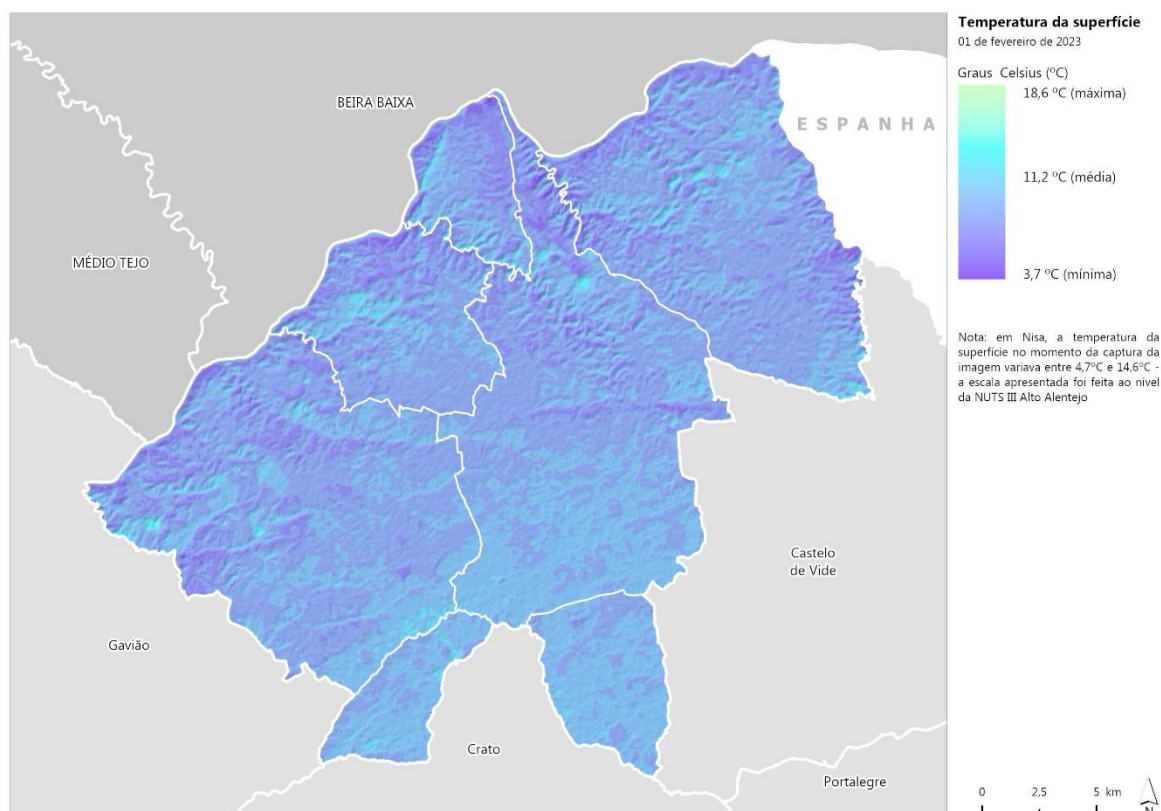 Temperatura da superfície
01 de fevereiro de 2023
Graus Celsius (ºC)
18,6 ºC (máxima)
11,2 ºC (média)
3,7 ºC (mínima)
Nota: em Nisa, a temperatura da
superfície no momento da captura da
imagem variava entre 4,7ºC e 14,6ºC -
a escala apresentada foi feita ao nível
da NUTS III Alto Alentejo
BEIRA BAIXA
ESPANHA
MÉDIO TEJO
Castelo
de Vide
Gavião
Crato
Portalegre
0 2,5 5 km
N